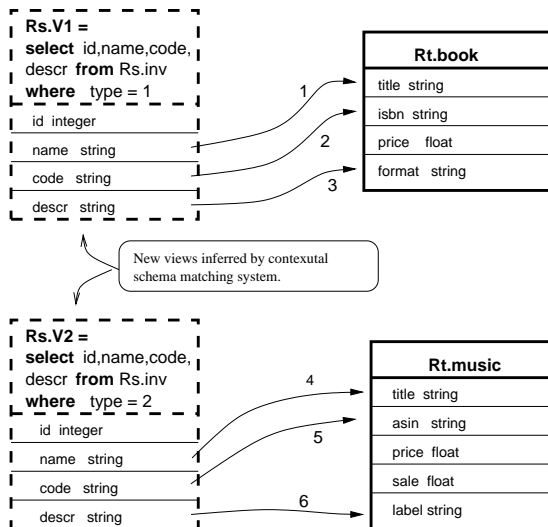 Rs.V1 =
select id,name,code,
descr from Rs.inv
where type = 1
id integer
name string
code string
descr string
1
2
3
Rt.book
title string
isbn string
price float
format string
New views inferred by contexutal
schema matching system.
Rs.V2 =
select id,name,code,
descr from Rs.inv
where type = 2
id integer
name string
code string
descr string
4
5
6
Rt.music
title string
asin string
price float
sale float
label string